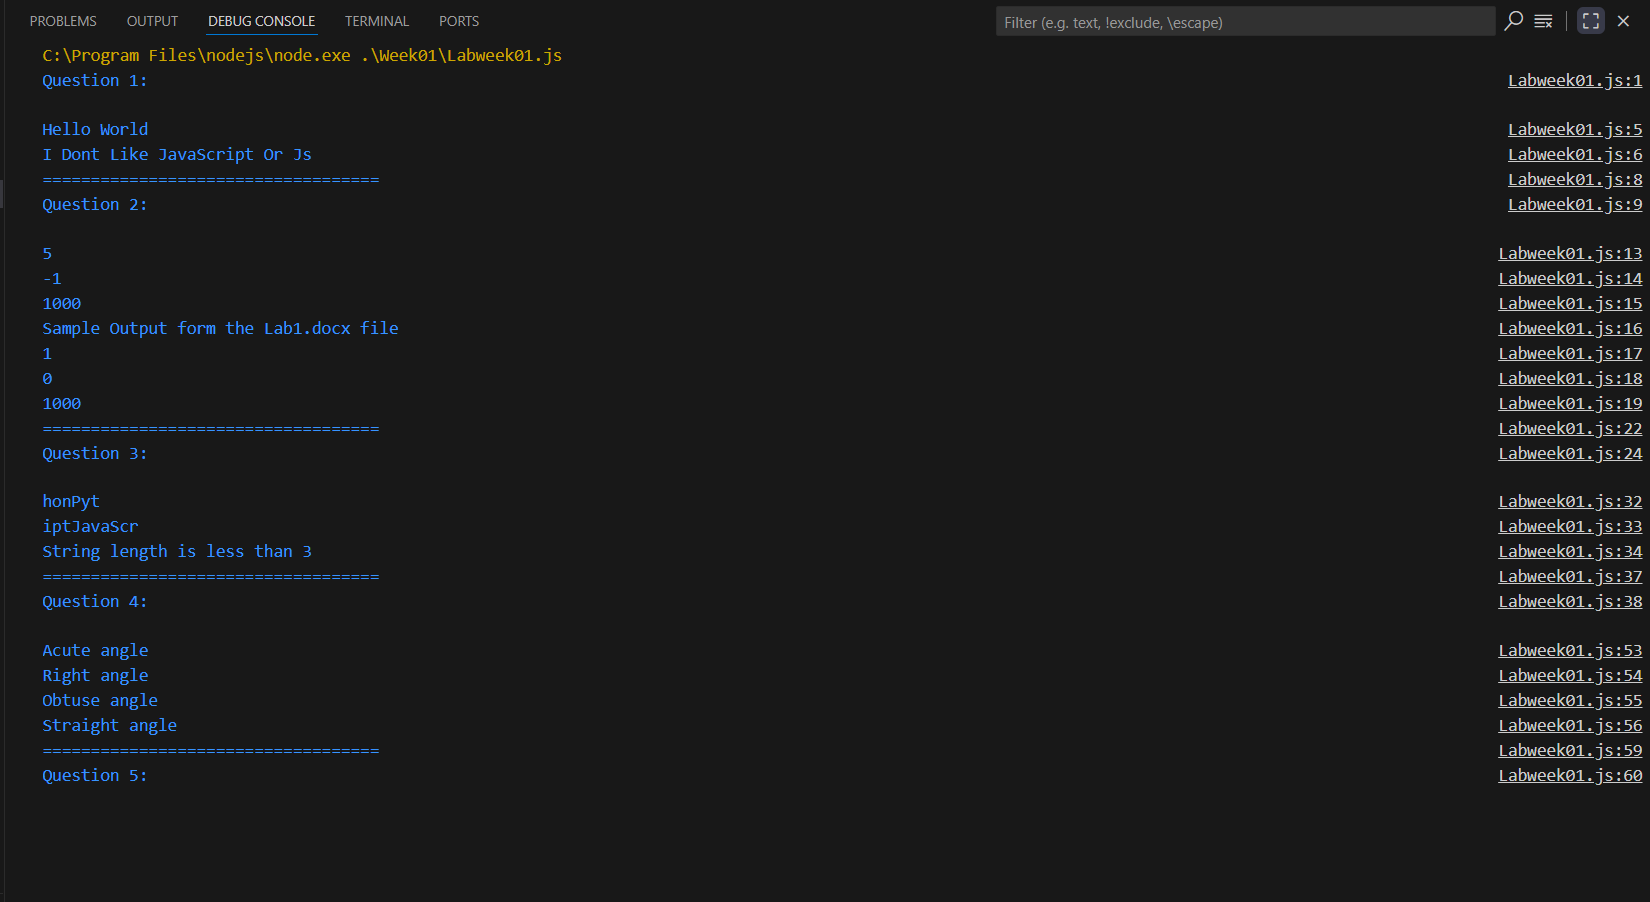 PROBLEMS OUTPUT DEBUG CONSOLE TERMINAL PORTS Filter (e.g. text, !exclude, \escape)
C:\Program Files\nodejs\node.exe .\Week01\Labweek01.js
Question 1: Labweek01.js:1
Hello World Labweek01.js:5
I Dont Like JavaScript Or Js Labweek01.js:6
=================================== Labweek01.js:8
Question 2: Labweek01.js:9
5 Labweek01.js:13
-1 Labweek01.js:14
1000 Labweek01.js:15
Sample Output form the Lab1.docx file Labweek01.js:16
1 Labweek01.js:17
0 Labweek01.js:18
1000 Labweek01.js:19
=================================== Labweek01.js:22
Question 3: Labweek01.js:24
honPyt Labweek01.js:32
iptJavaScr Labweek01.js:33
String length is less than 3 Labweek01.js:34
=================================== Labweek01.js:37
Question 4: Labweek01.js:38
Acute angle Labweek01.js:53
Right angle Labweek01.js:54
Obtuse angle Labweek01.js:55
Straight angle Labweek01.js:56
=================================== Labweek01.js:59
Question 5: Labweek01.js:60